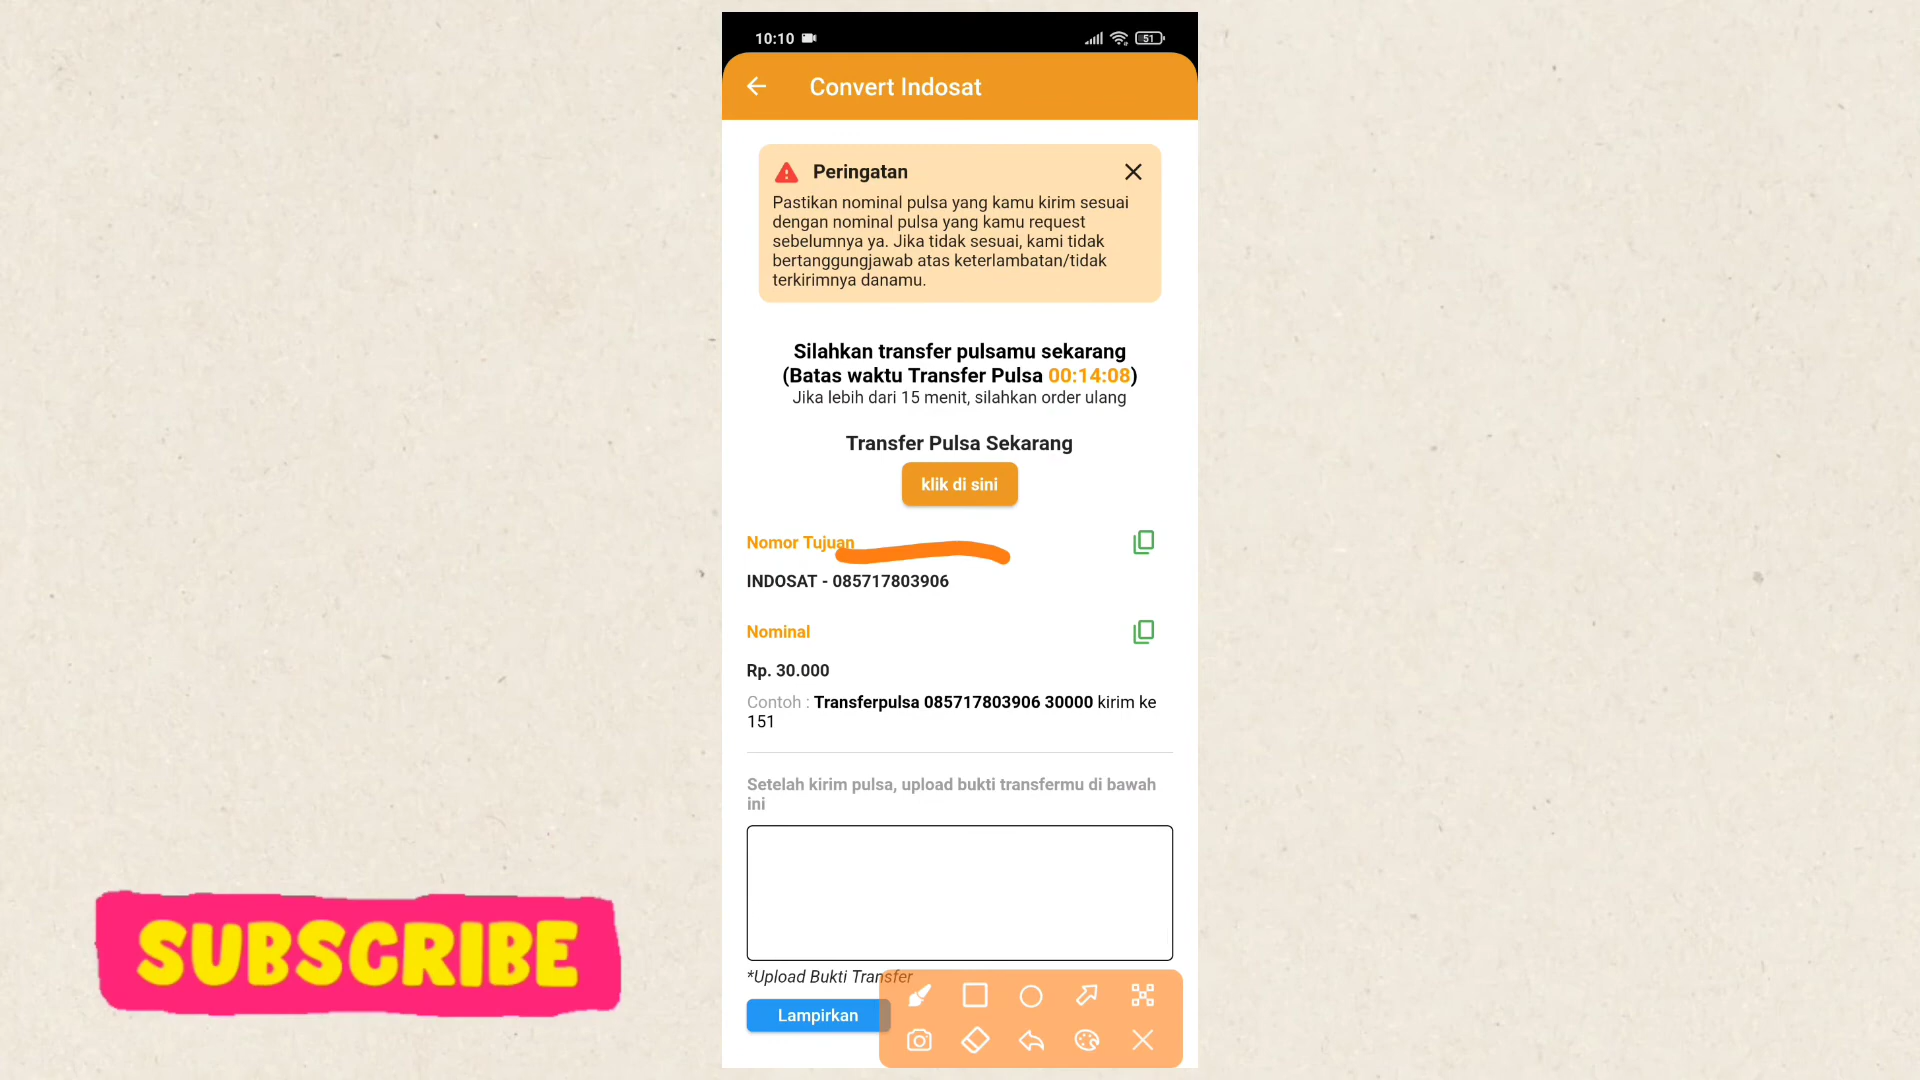 10:10
51
Convert Indosat
Peringatan
Pastikan nominal pulsa yang kamu kirim sesuai
dengan nominal pulsa yang kamu request
sebelumnya ya. Jika tidak sesuai, kami tidak
bertanggungjawab atas keterlambatan/tidak
terkirimnya danamu.
Silahkan transfer pulsamu sekarang
(Batas waktu Transfer Pulsa 00:14:08)
Jika lebih dari 15 menit, silahkan order ulang
Transfer Pulsa Sekarang
klik di sini
Nomor Tujuan
INDOSAT - 085717803906
Nominal
Rp. 30.000
Contoh : Transferpulsa 085717803906 30000 kirim ke
151
Setelah kirim pulsa, upload bukti transfermu di bawah
ini
*Upload Bukti Transfer
Lampirkan
SUBSCRIBE